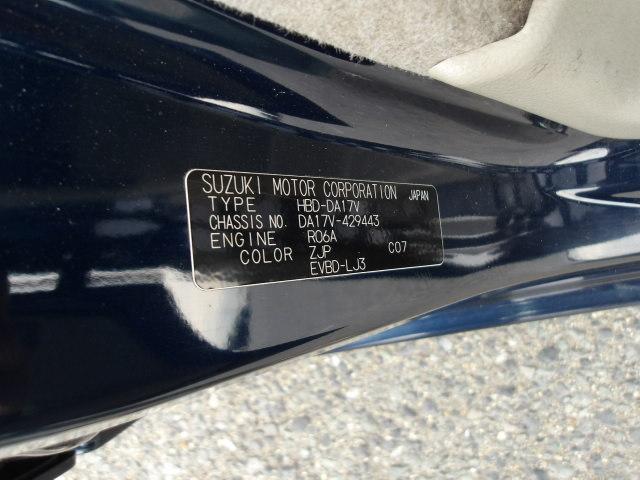 SUZUKI MOTOR CORPORATION JAPAN
TYPE HBD-DA17V
CHASSIS NO. DA17V-429443
ENGINE R06A
COLOR ZJP C07
EVBD-LJ3